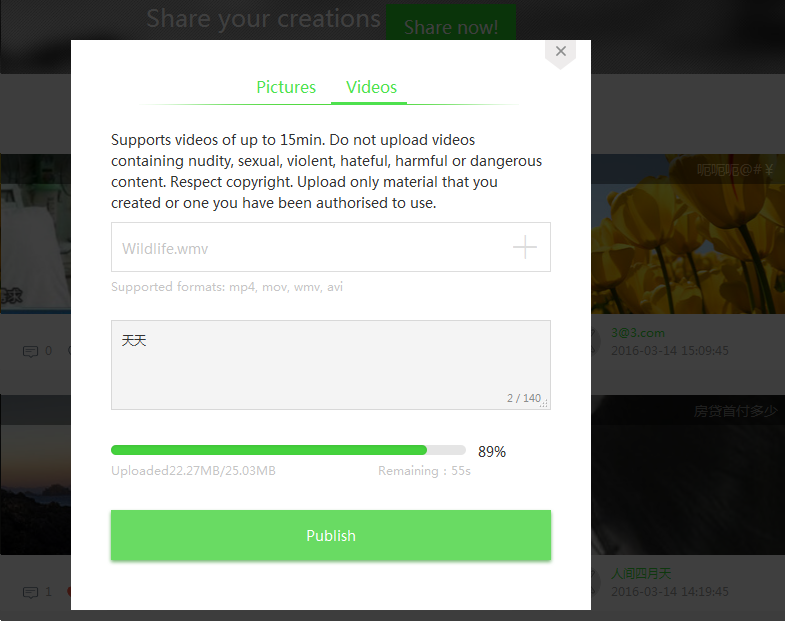 Share your creations
Share now!
Pictures
Videos
Supports videos of up to 15min. Do not upload videos
containing nudity, sexual, violent, hateful, harmful or dangerous
content. Respect copyright. Upload only material that you
created or one you have been authorised to use.
呃呃呃@#￥
Wildlife.wmv
Supported formats: mp4, mov, wmv, avi
天天
3@3.com
0
2016-03-14 15:09:45
2 / 140
房贷首付多少
89%
Uploaded22.27MB/25.03MB
Remaining : 55s
Publish
人间四月天
1
2016-03-14 14:19:45